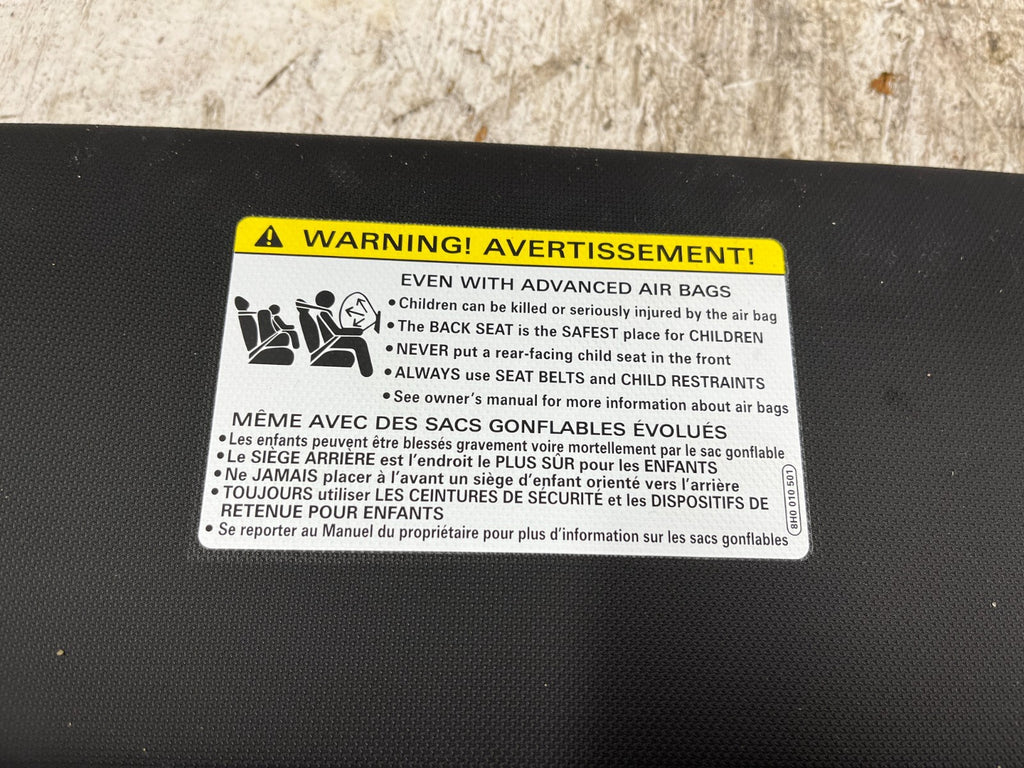 WARNING! AVERTISSEMENT!
EVEN WITH ADVANCED AIR BAGS
• Children can be killed or seriously injured by the air bag
• The BACK SEAT is the SAFEST place for CHILDREN
• NEVER put a rear-facing child seat in the front
• ALWAYS use SEAT BELTS and CHILD RESTRAINTS
• See owner's manual for more information about air bags
MÊME AVEC DES SACS GONFLABLES ÉVOLUÉS
• Les enfants peuvent être blessés gravement voire mortellement par le sac gonflable
• Le SIÈGE ARRIÈRE est l'endroit le PLUS SÛR pour les ENFANTS
• Ne JAMAIS placer à l'avant un siège d'enfant orienté vers l'arrière
• TOUJOURS utiliser LES CEINTURES DE SÉCURITÉ et les DISPOSITIFS DE
RETENUE POUR ENFANTS
• Se reporter au Manuel du propriétaire pour plus d'information sur les sacs gonflables
8H0 010 501